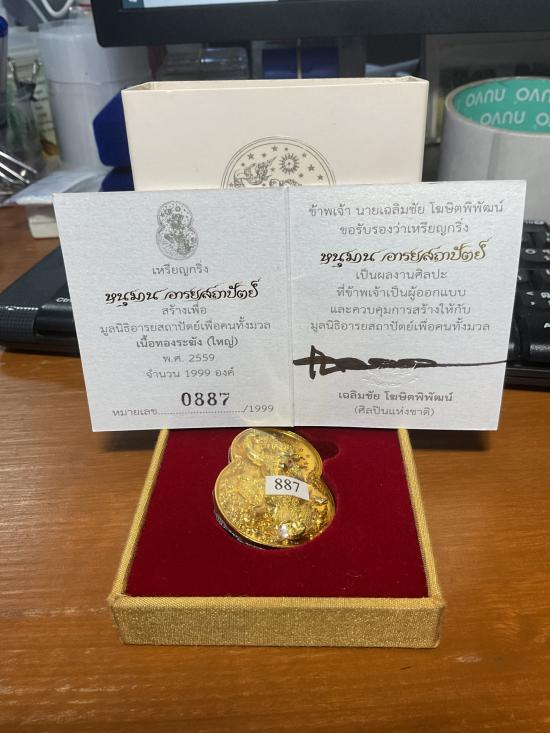 เหรียญกริ่ง
หนุมาน อารยสถาปัตย์
สร้างเพื่อ
มูลนิธิอารยสถาปัตย์เพื่อคนทั้งมวล
เนื้อทองระฆัง (ใหญ่)
พ.ศ. 2559
จำนวน 1999 องค์
0887
หมายเลข............................/1999
ข้าพเจ้า นายเฉลิมชัย โฆษิตพิพัฒน์
ขอรับรองว่าเหรียญกริ่ง
หนุมาน อารยสถาปัตย์
เป็นผลงานศิลปะ
ที่ข้าพเจ้าเป็นผู้ออกแบบ
และควบคุมการสร้างให้กับ
มูลนิธิอารยสถาปัตย์เพื่อคนทั้งมวล
เฉลิมชัย โฆษิตพิพัฒน์
(ศิลปินแห่งชาติ)
887